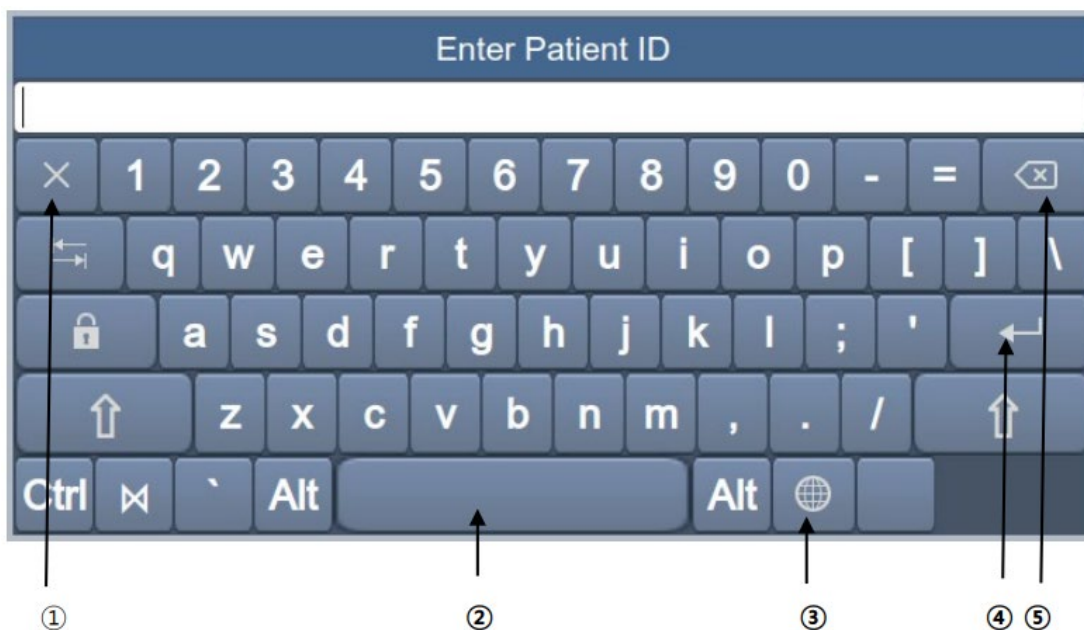 Enter Patient ID
1 2 3 4 5 6 7 8 9 0 - =
q w e r t y u i o p [ ] \
a s d f g h j k l ; '
z x c v b n m , . /
Ctrl ⋈ ` Alt Alt
① ② ③ ④ ⑤